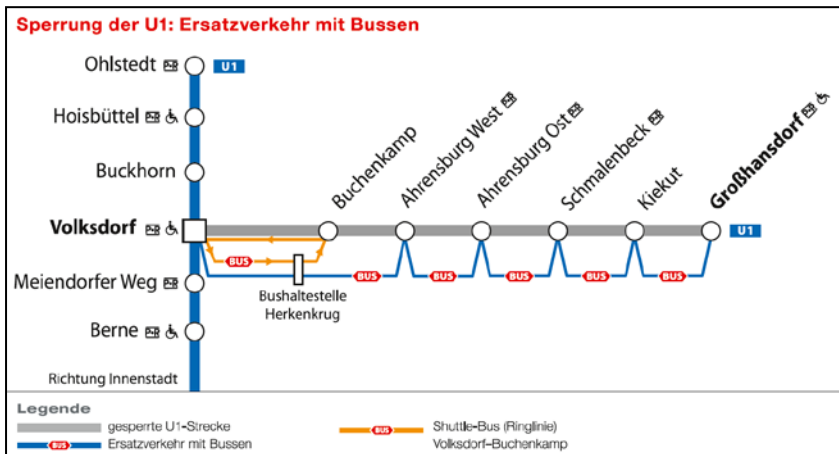 Sperrung der U1: Ersatzverkehr mit Bussen
Ohlstedt
U1
Hoisbüttel
Buckhorn
Volksdorf
Buchenkamp
Ahrensburg West
Ahrensburg Ost
Schmalenbeck
Kiekut
Großhansdorf
U1
BUS
BUS
BUS
BUS
BUS
BUS
Meiendorfer Weg
Bushaltestelle
Herkenkrug
Berne
Richtung Innenstadt
Legende
gesperrte U1-Strecke
BUS
Ersatzverkehr mit Bussen
BUS
Shuttle-Bus (Ringlinie)
Volksdorf-Buchenkamp